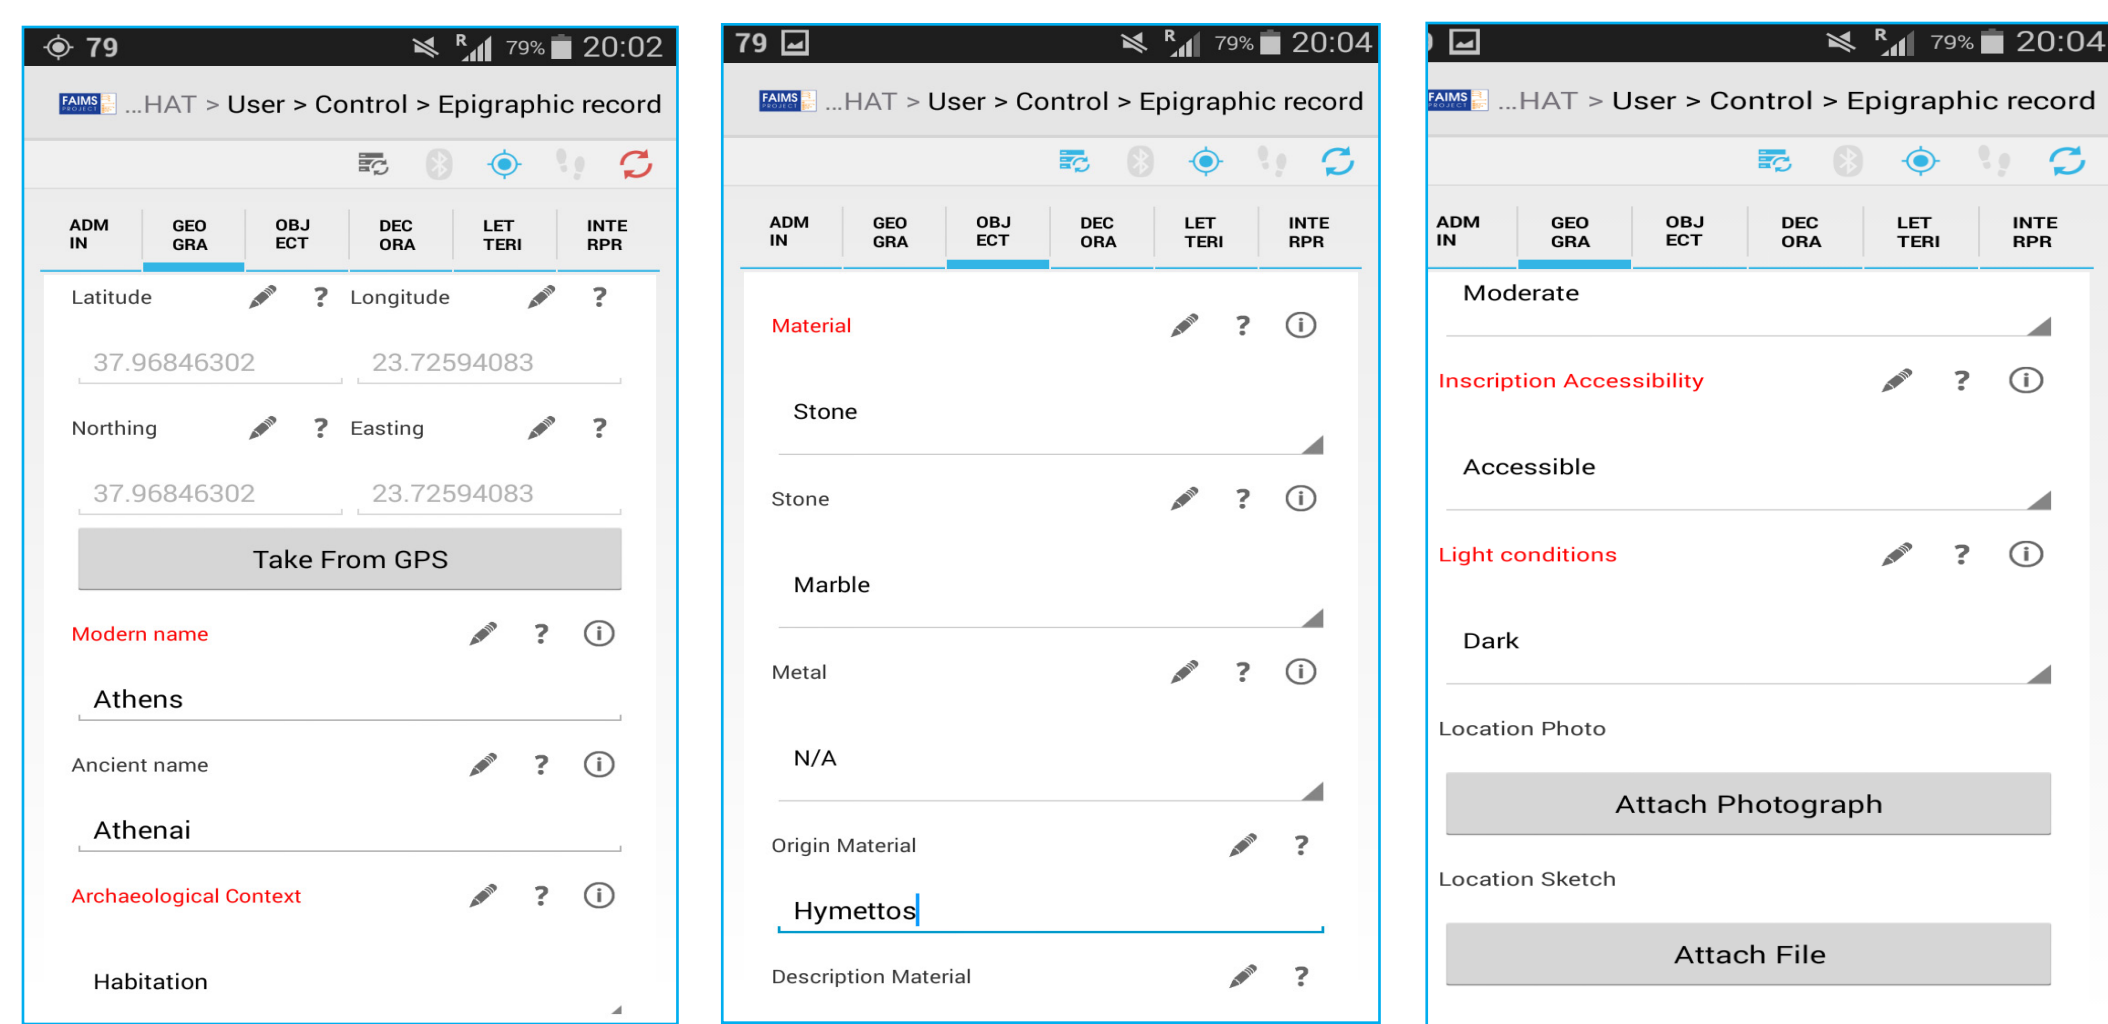 79 R 79% 20:02
FAIMS PROJECT ...HAT > User > Control > Epigraphic record
ADM IN GEO GRA OBJ ECT DEC ORA LET TERI INTE RPR
Latitude ? Longitude ?
37.96846302 23.72594083
Northing ? Easting ?
37.96846302 23.72594083
Take From GPS
Modern name ? i
Athens
Ancient name ? i
Athenai
Archaeological Context ? i
Habitation
79 R 79% 20:04
FAIMS PROJECT ...HAT > User > Control > Epigraphic record
ADM IN GEO GRA OBJ ECT DEC ORA LET TERI INTE RPR
Material ? i
Stone
Stone ? i
Marble
Metal ? i
N/A
Origin Material ?
Hymettos
Description Material ?
R 79% 20:04
FAIMS PROJECT ...HAT > User > Control > Epigraphic record
ADM IN GEO GRA OBJ ECT DEC ORA LET TERI INTE RPR
Moderate
Inscription Accessibility ? i
Accessible
Light conditions ? i
Dark
Location Photo
Attach Photograph
Location Sketch
Attach File